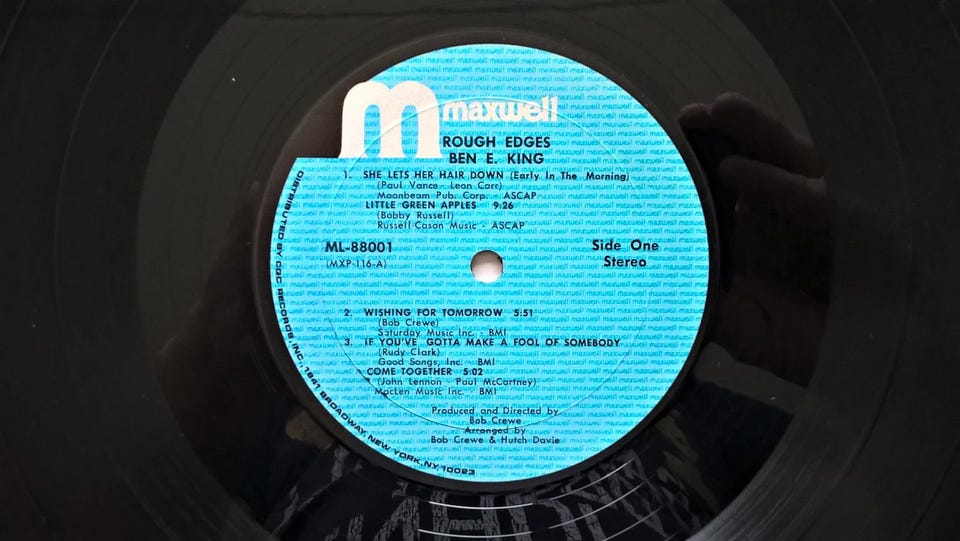 m maxwell
ROUGH EDGES
BEN E. KING
1. SHE LETS HER HAIR DOWN (Early In The Morning)
(Paul Vance - Leon Carr)
Moonbeam Pub. Corp. - ASCAP
LITTLE GREEN APPLES 9:26
(Bobby Russell)
Russell-Cason Music - ASCAP
ML-88001
(MXP-116-A)
Side One
Stereo
2. WISHING FOR TOMORROW 5:51
(Bob Crewe)
Saturday Music Inc. - BMI
3. IF YOU'VE GOTTA MAKE A FOOL OF SOMEBODY
(Rudy Clark)
Good Songs, Inc. BMI
COME TOGETHER 5:02
(John Lennon - Paul McCartney)
MacLen Music Inc - BMI
Produced and Directed by
Bob Crewe
Arranged by
Bob Crewe & Hutch Davie
DISTRIBUTED BY CGC RECORDS, INC., 1841 BROADWAY, NEW YORK, N.Y. 10023